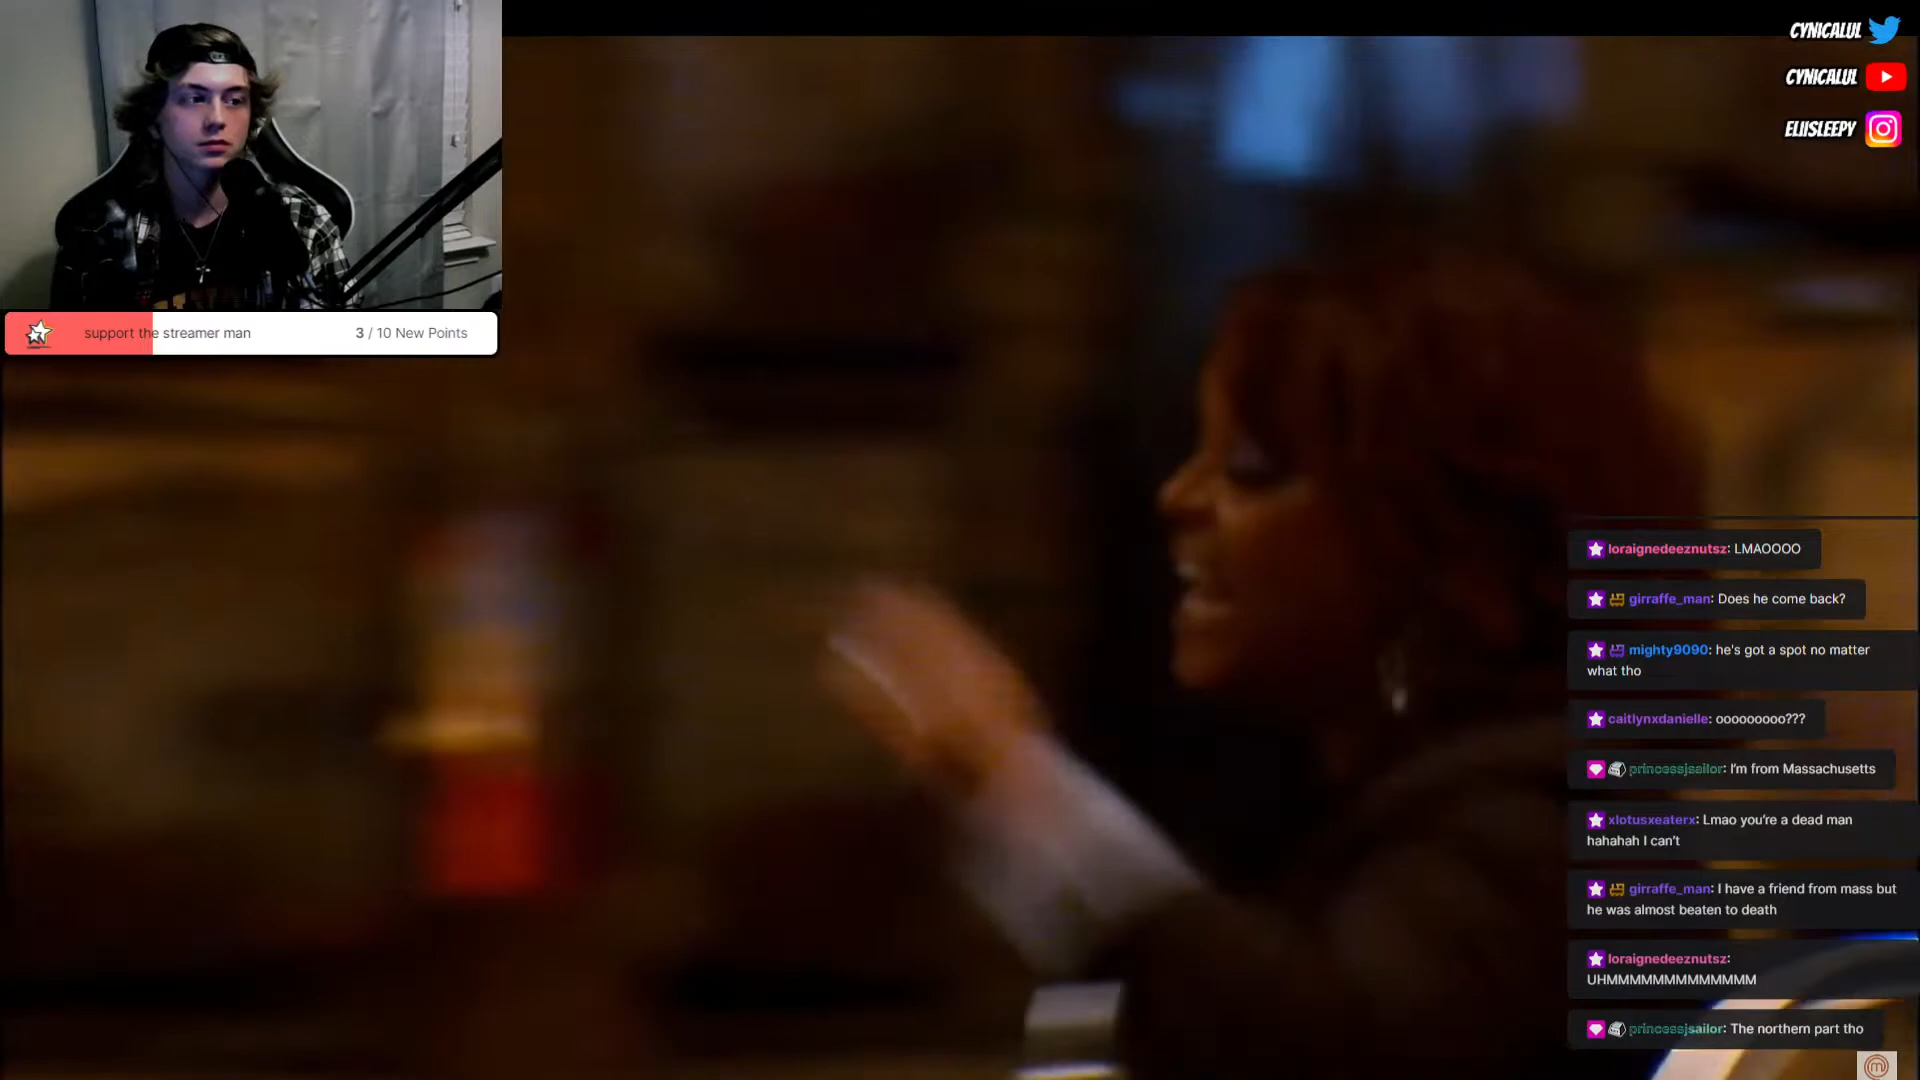 CYNICALUL
CYNICALUL
ELIISLEEPY
support the streamer man 3 / 10 New Points
loraignedeeznutsz: LMAOOOO
girraffe_man: Does he come back?
mighty9090: he's got a spot no matter
what tho
caitlynxdanielle: ooooooooo???
princessjsailor: I'm from Massachusetts
xlotusxeaterx: Lmao you're a dead man
hahahah I can't
girraffe_man: I have a friend from mass but
he was almost beaten to death
loraignedeeznutsz:
UHMMMMMMMMMMMMM
princessjsailor: The northern part tho